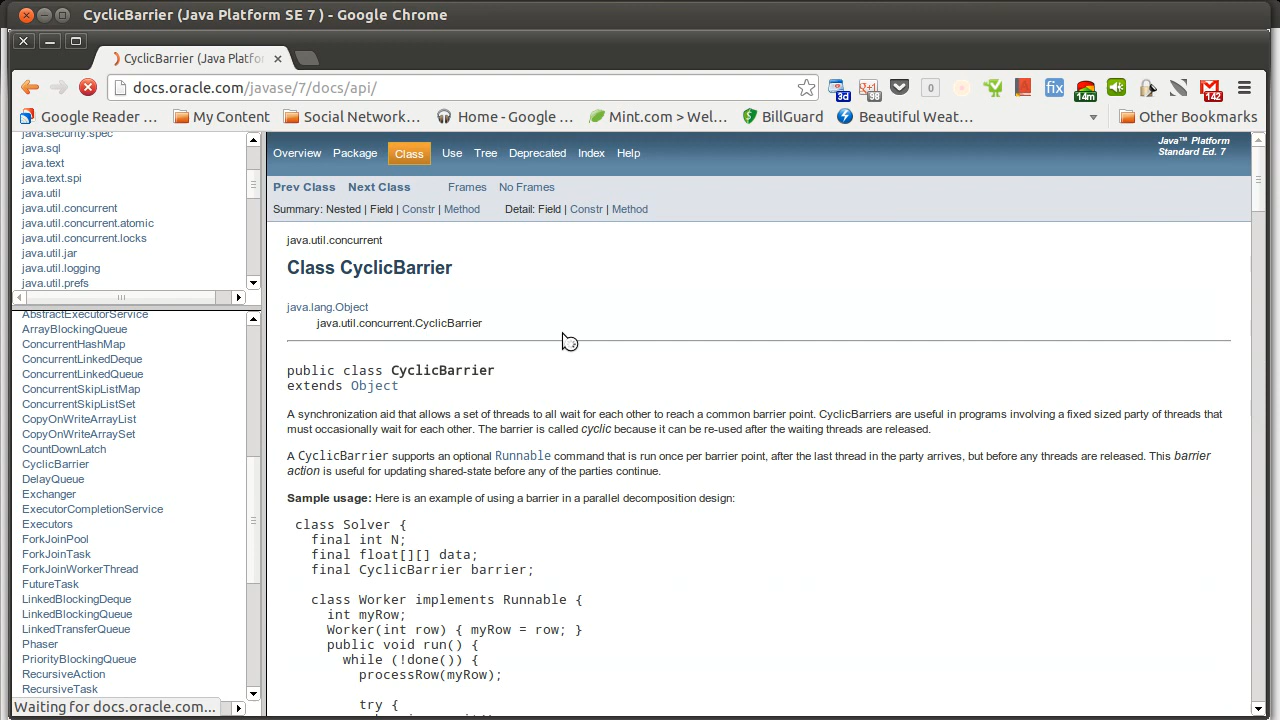 CyclicBarrier (Java Platform SE 7 ) - Google Chrome
CyclicBarrier (Java Platfo
docs.oracle.com/javase/7/docs/api/
8d
99
0
fix
14m
142
Google Reader ...
My Content
Social Network...
Home - Google ...
Mint.com > Wel...
BillGuard
Beautiful Weat...
Other Bookmarks
java.security.spec
java.sql
java.text
java.text.spi
java.util
java.util.concurrent
java.util.concurrent.atomic
java.util.concurrent.locks
java.util.jar
java.util.logging
java.util.prefs
AbstractExecutorService
ArrayBlockingQueue
ConcurrentHashMap
ConcurrentLinkedDeque
ConcurrentLinkedQueue
ConcurrentSkipListMap
ConcurrentSkipListSet
CopyOnWriteArrayList
CopyOnWriteArraySet
CountDownLatch
CyclicBarrier
DelayQueue
Exchanger
ExecutorCompletionService
Executors
ForkJoinPool
ForkJoinTask
ForkJoinWorkerThread
FutureTask
LinkedBlockingDeque
LinkedBlockingQueue
LinkedTransferQueue
Phaser
PriorityBlockingQueue
RecursiveAction
RecursiveTask
Waiting for docs.oracle.com...
Overview Package Class Use Tree Deprecated Index Help
Java™ Platform
Standard Ed. 7
Prev Class Next Class Frames No Frames
Summary: Nested | Field | Constr | Method Detail: Field | Constr | Method
java.util.concurrent
Class CyclicBarrier
java.lang.Object
java.util.concurrent.CyclicBarrier
public class CyclicBarrier
extends Object
A synchronization aid that allows a set of threads to all wait for each other to reach a common barrier point. CyclicBarriers are useful in programs involving a fixed sized party of threads that
must occasionally wait for each other. The barrier is called cyclic because it can be re-used after the waiting threads are released.
A CyclicBarrier supports an optional Runnable command that is run once per barrier point, after the last thread in the party arrives, but before any threads are released. This barrier
action is useful for updating shared-state before any of the parties continue.
Sample usage: Here is an example of using a barrier in a parallel decomposition design:
class Solver {
final int N;
final float[][] data;
final CyclicBarrier barrier;
class Worker implements Runnable {
int myRow;
Worker(int row) { myRow = row; }
public void run() {
while (!done()) {
processRow(myRow);
try {